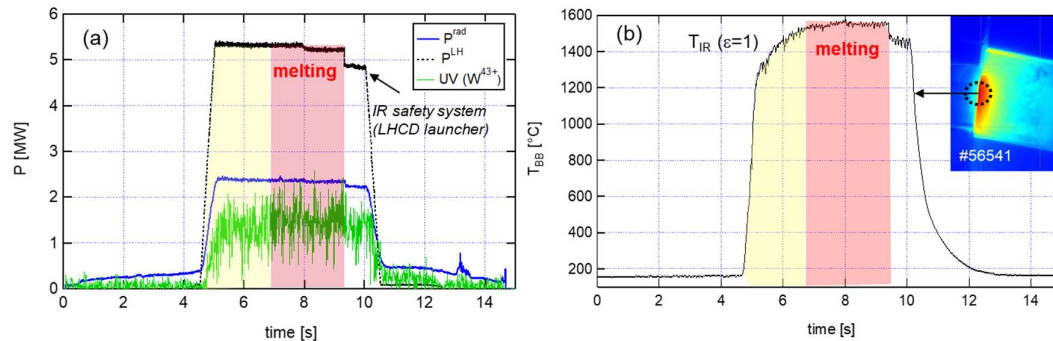 (a)
P^rad
P^LH
UV (W^43+)
melting
IR safety system
(LHCD launcher)
P [MW]
6
5
4
3
2
1
0
0 2 4 6 8 10 12 14
time [s]
(b)
T_IR (ε=1)
melting
#56541
T_BB [°C]
1600
1400
1200
1000
800
600
400
200
0 2 4 6 8 10 12 14
time [s]